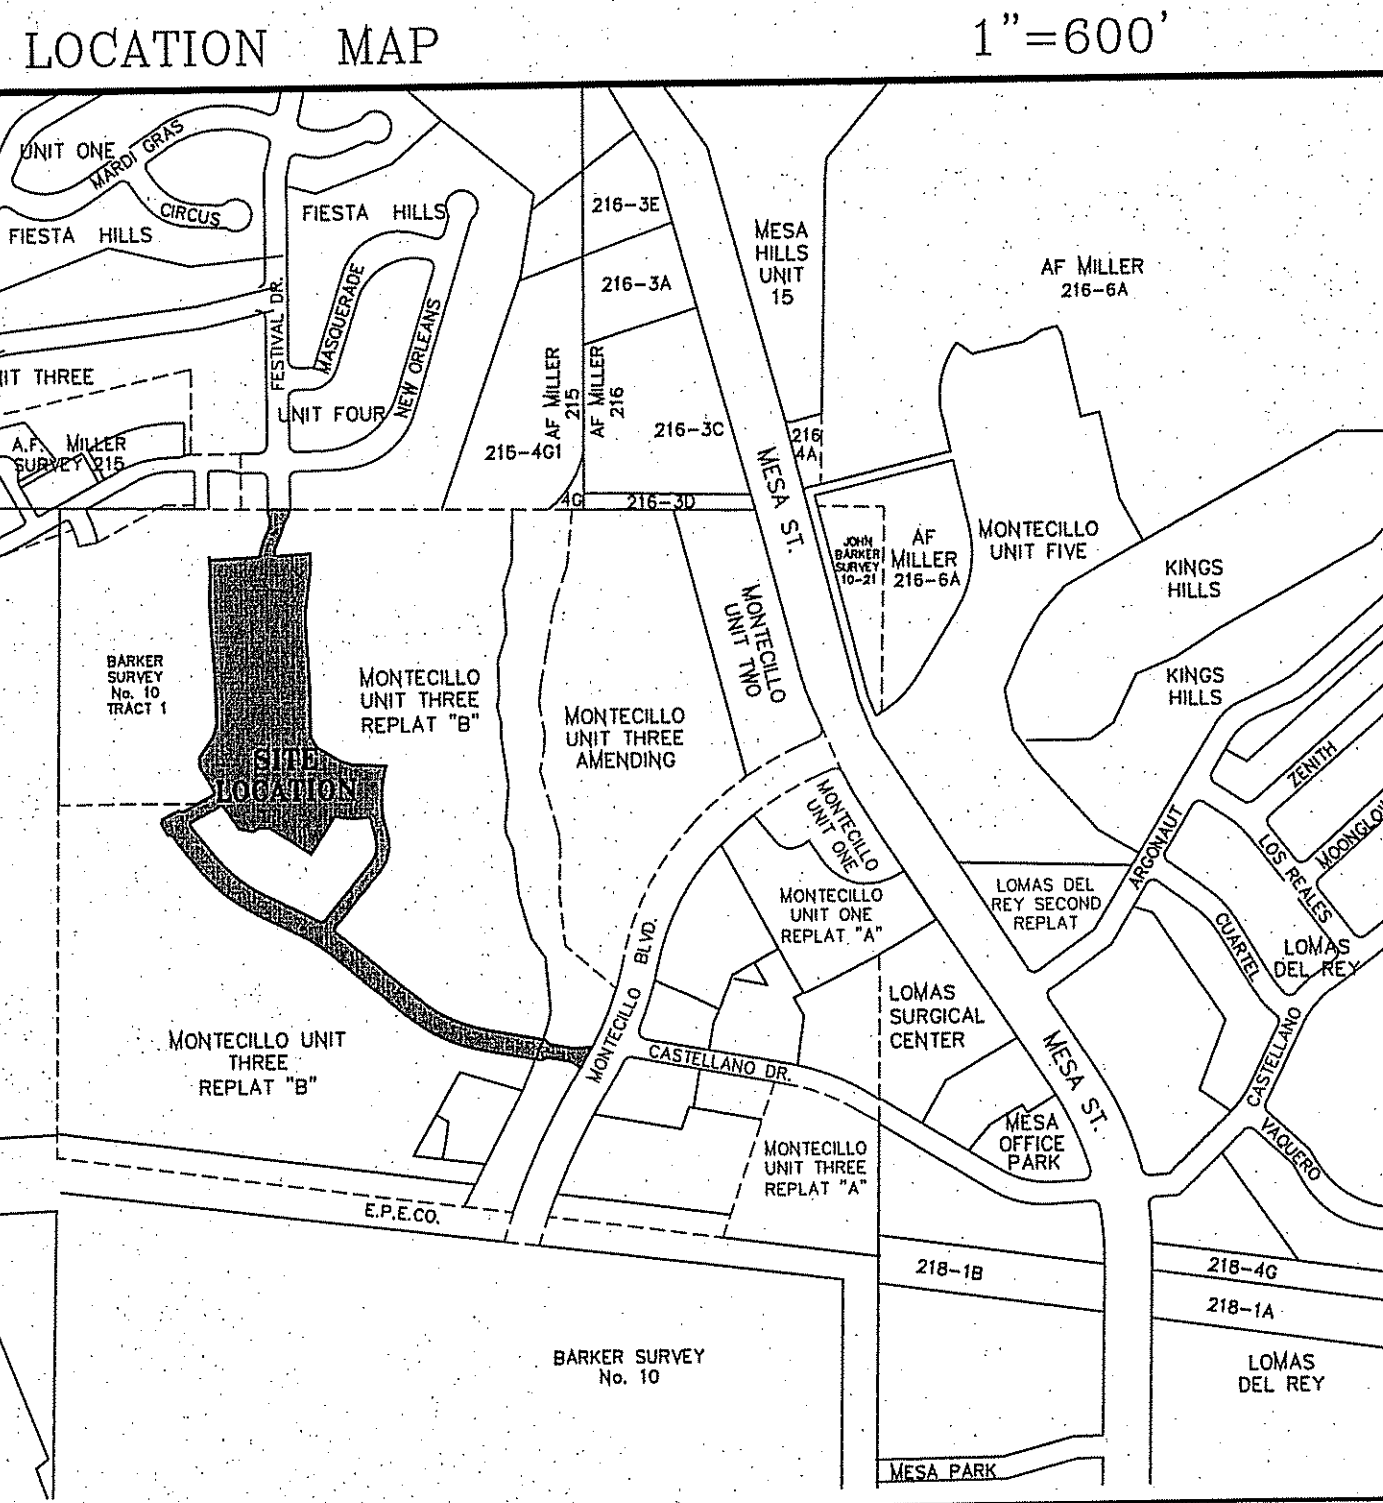 LOCATION MAP
1"=600'
UNIT ONE
MARDI GRAS
CIRCUS
FIESTA HILLS
FIESTA HILLS
MASQUERADE
NEW ORLEANS
FESTIVAL DR.
UNIT FOUR
IT THREE
A.F. MILLER
SURVEY 215
216-3E
216-3A
216-3C
216-3D
216-4G1
4G
AF MILLER
215
AF MILLER
216
MESA
HILLS
UNIT
15
216
4A
MESA ST.
AF MILLER
216-6A
JOHN
BARKER
SURVEY
10-21
AF
MILLER
216-6A
MONTECILLO
UNIT FIVE
KINGS
HILLS
KINGS
HILLS
BARKER
SURVEY
No. 10
TRACT 1
MONTECILLO
UNIT THREE
REPLAT "B"
MONTECILLO
UNIT THREE
AMENDING
MONTECILLO
UNIT TWO
SITE
LOCATION
MONTECILLO
UNIT ONE
MONTECILLO
UNIT ONE
REPLAT "A"
LOMAS DEL
REY SECOND
REPLAT
ARGONAUT
ZENITH
MOONGLOW
LOS REALES
CUARTEL
LOMAS
DEL REY
CASTELLANO
VAQUERO
LOMAS
SURGICAL
CENTER
MESA ST.
MESA
OFFICE
PARK
MONTECILLO BLVD.
CASTELLANO DR.
MONTECILLO UNIT
THREE
REPLAT "B"
MONTECILLO
UNIT THREE
REPLAT "A"
E.P.E.CO.
218-1B
218-4G
218-1A
BARKER SURVEY
No. 10
LOMAS
DEL REY
MESA PARK